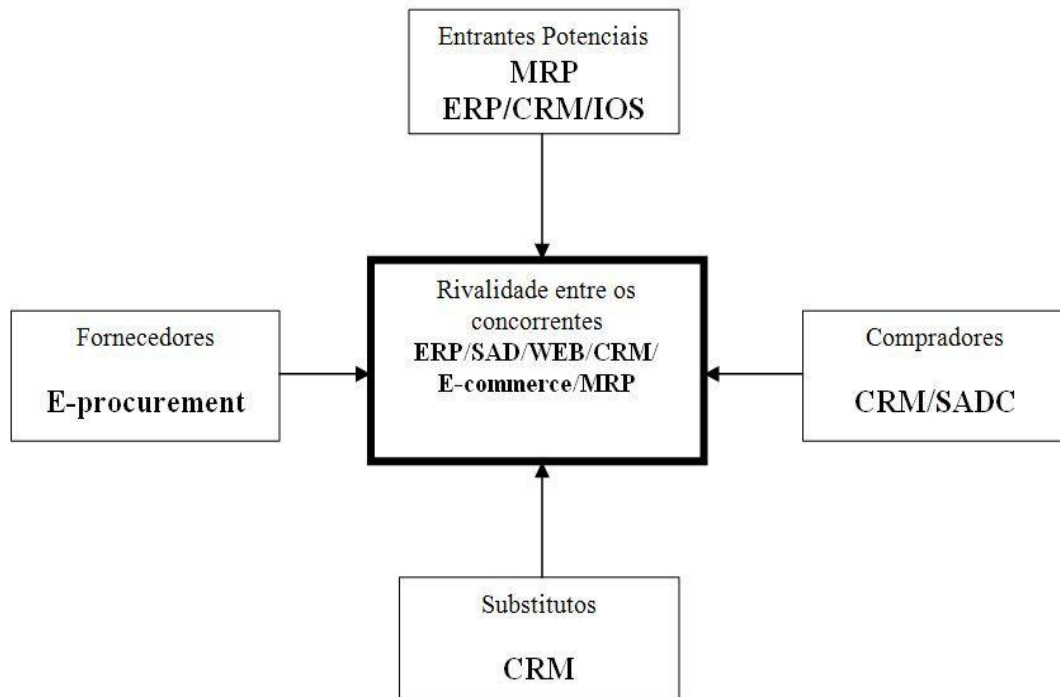 Entrantes Potenciais
MRP
ERP/CRM/IOS
Rivalidade entre os
concorrentes
ERP/SAD/WEB/CRM/
E-commerce/MRP
Fornecedores
E-procurement
Compradores
CRM/SADC
Substitutos
CRM